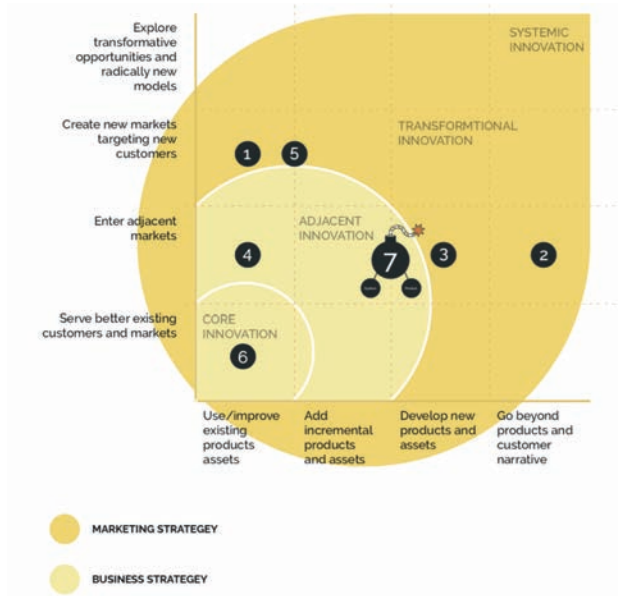 Explore
transformative
opportunities and
radically new
models
SYSTEMIC
INNOVATION
Create new markets
targeting new
customers
TRANSFORMTIONAL
INNOVATION
1
5
Enter adjacent
markets
ADJACENT
INNOVATION
4
7
3
2
Serve better existing
customers and markets
CORE
INNOVATION
6
Use/improve
existing
products
assets
Add
incremental
products
and assets
Develop new
products and
assets
Go beyond
products and
customer
narrative
MARKETING STRATEGEY
BUSINESS STRATEGEY